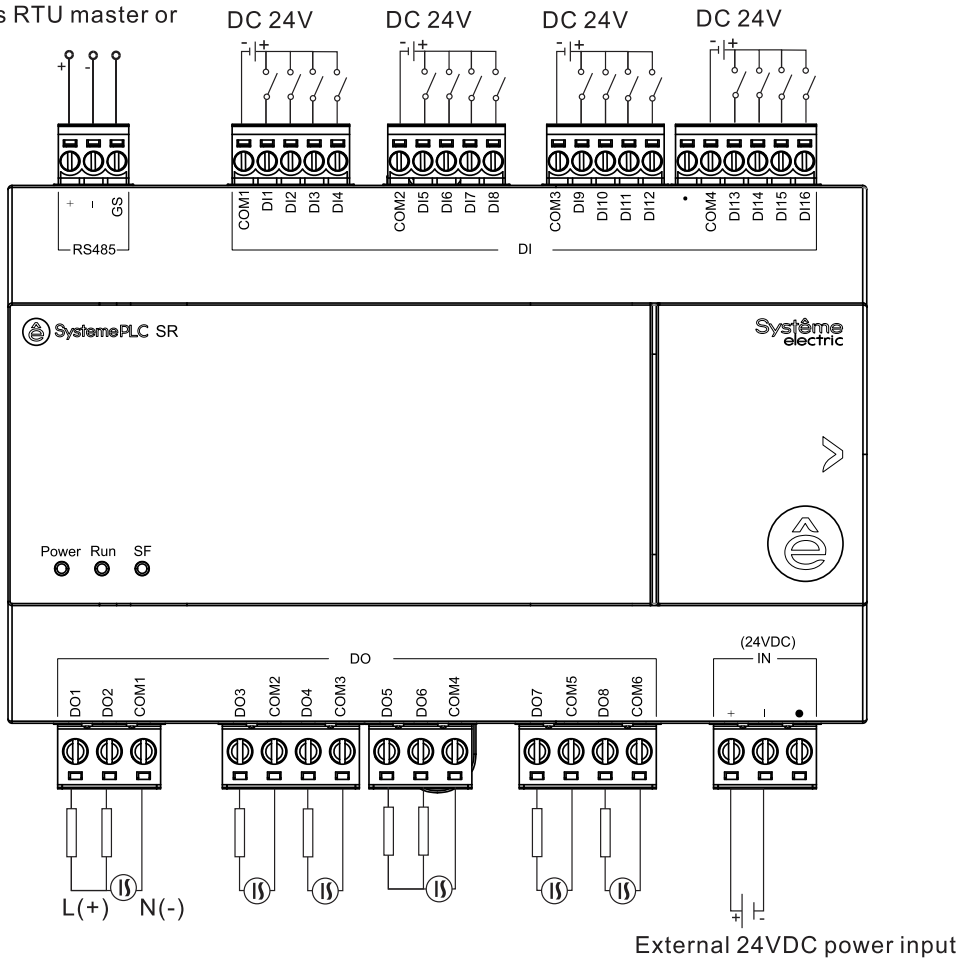 s RTU master or
DC 24V
DC 24V
DC 24V
DC 24V
+ -
- +
- +
- +
- +
+ − GS
COM1 DI1 DI2 DI3 DI4
COM2 DI5 DI6 DI7 DI8
COM3 DI9 DI10 DI11 DI12
COM4 DI13 DI14 DI15 DI16
RS485
DI
ê SystemePLC SR
Systême
electric
ê
Power Run SF
DO
(24VDC)
IN
DO1 DO2 COM1
DO3 COM2 DO4 COM3
DO5 DO6 COM4
DO7 COM5 DO8 COM6
+ −
L(+) N(-)
+ -
External 24VDC power input